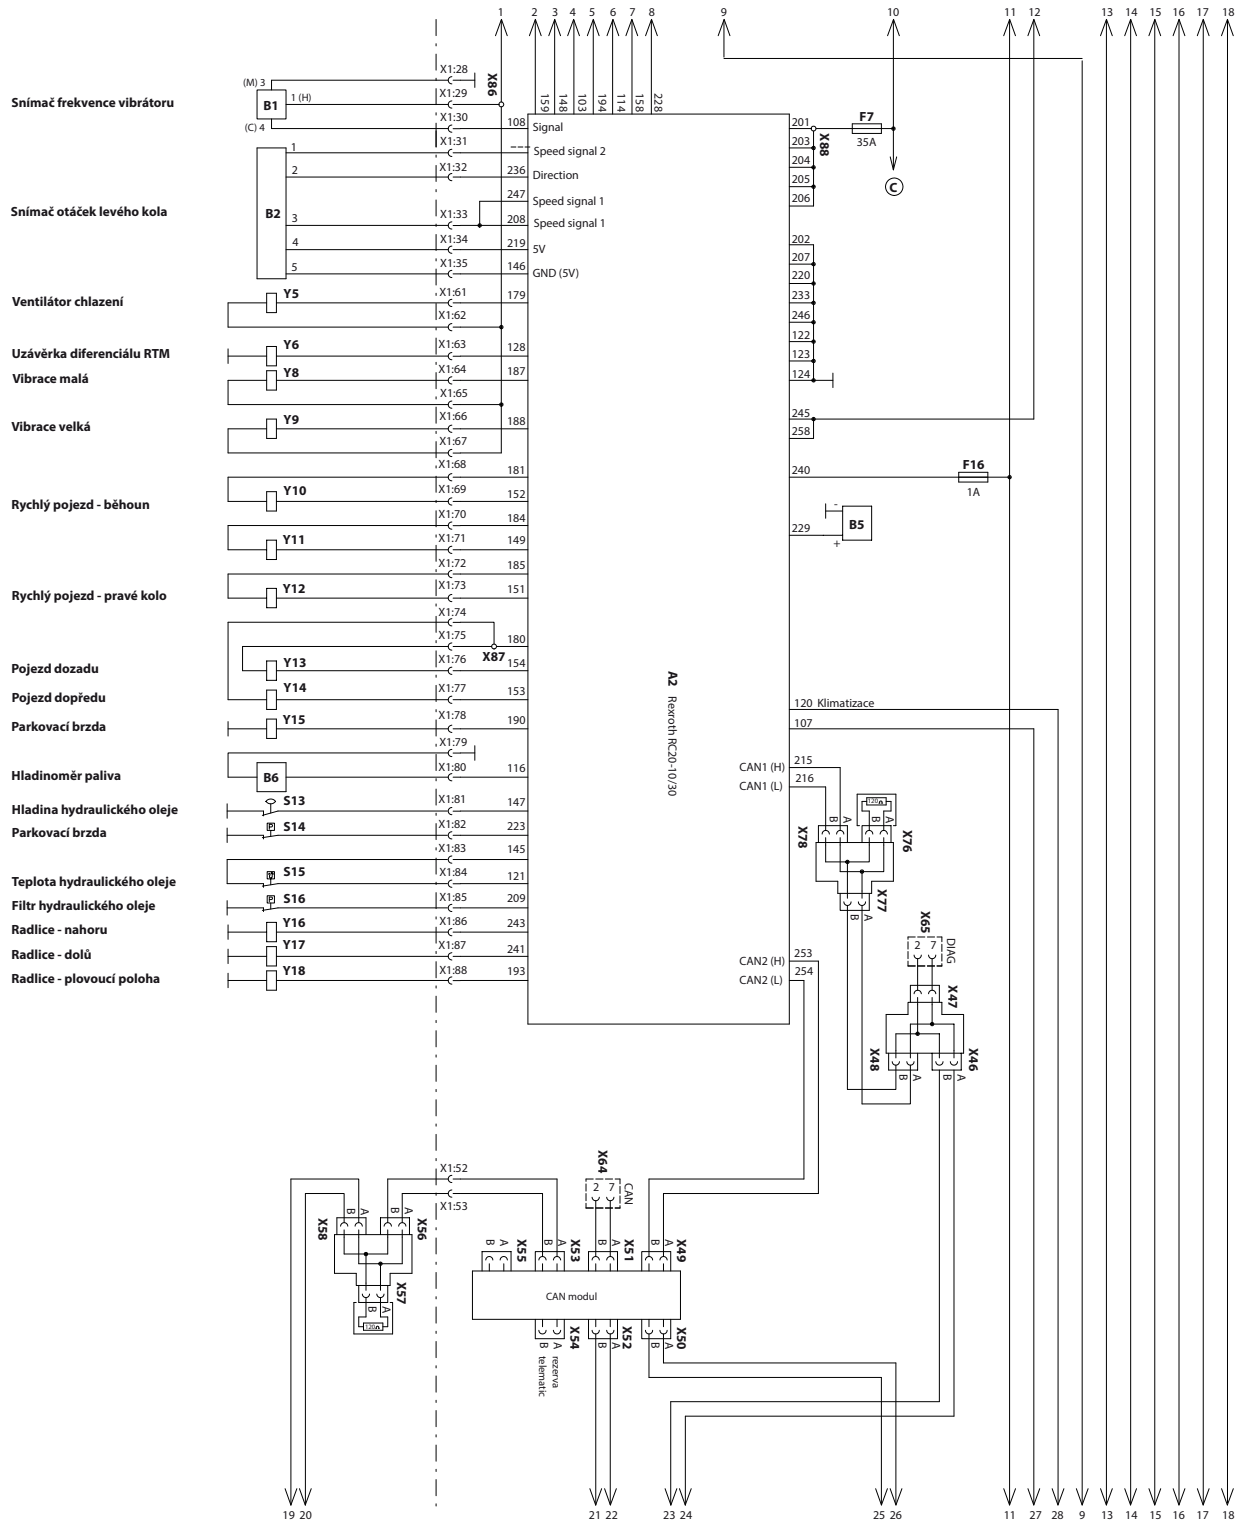 1 2 3 4 5 6 7 8 9 10 11 12 13 14 15 16 17 18
X86 159 148 103 194 114 158 228
Snímač frekvence vibrátoru
(M) 3
B1
1 (H)
(C) 4
X1:28
X1:29
X1:30
108 Signal
Snímač otáček levého kola
B2
1 X1:31 --- Speed signal 2
2 X1:32 236 Direction
247 Speed signal 1
3 X1:33 208 Speed signal 1
4 X1:34 219 5V
5 X1:35 146 GND (5V)
Ventilátor chlazení
Y5 X1:61 179
X1:62
Uzávěrka diferenciálu RTM
Y6 X1:63 128
Vibrace malá
Y8 X1:64 187
X1:65
Vibrace velká
Y9 X1:66 188
X1:67
X1:68 181
Rychlý pojezd - běhoun
Y10 X1:69 152
X1:70 184
Y11 X1:71 149
X1:72 185
Rychlý pojezd - pravé kolo
Y12 X1:73 151
X1:74
X1:75 180
X87
Pojezd dozadu
Y13 X1:76 154
Pojezd dopředu
Y14 X1:77 153
Parkovací brzda
Y15 X1:78 190
X1:79
Hladinoměr paliva
B6 X1:80 116
Hladina hydraulického oleje
S13 X1:81 147
Parkovací brzda
P S14 X1:82 223
X1:83 145
Teplota hydraulického oleje
S15 X1:84 121
Filtr hydraulického oleje
P S16 X1:85 209
Radlice - nahoru
Y16 X1:86 243
Radlice - dolů
Y17 X1:87 241
Radlice - plovoucí poloha
Y18 X1:88 193
A2 Rexroth RC20-10/30
201
203
204
205
206
X88
F7
35A
C
202
207
220
233
246
122
123
124
245
258
240
F16
1A
229
B5
-
+
120 Klimatizace
107
CAN1 (H) 215
CAN1 (L) 216
120Ω
B A B A
X78 X76
X77
B A
X65
2 7
DIAG
X47
CAN2 (H) 253
CAN2 (L) 254
X48 X46
B A B A
X1:52
X1:53
X64
2 7
CAN
B A B A
X58 X56
X57
B A
120Ω
B A B A B A B A
X55 X53 X51 X49
CAN modul
X54 X52 X50
B A B A B A
telematic
rezerva
19 20 21 22 23 24 25 26 11 27 28 9 13 14 15 16 17 18